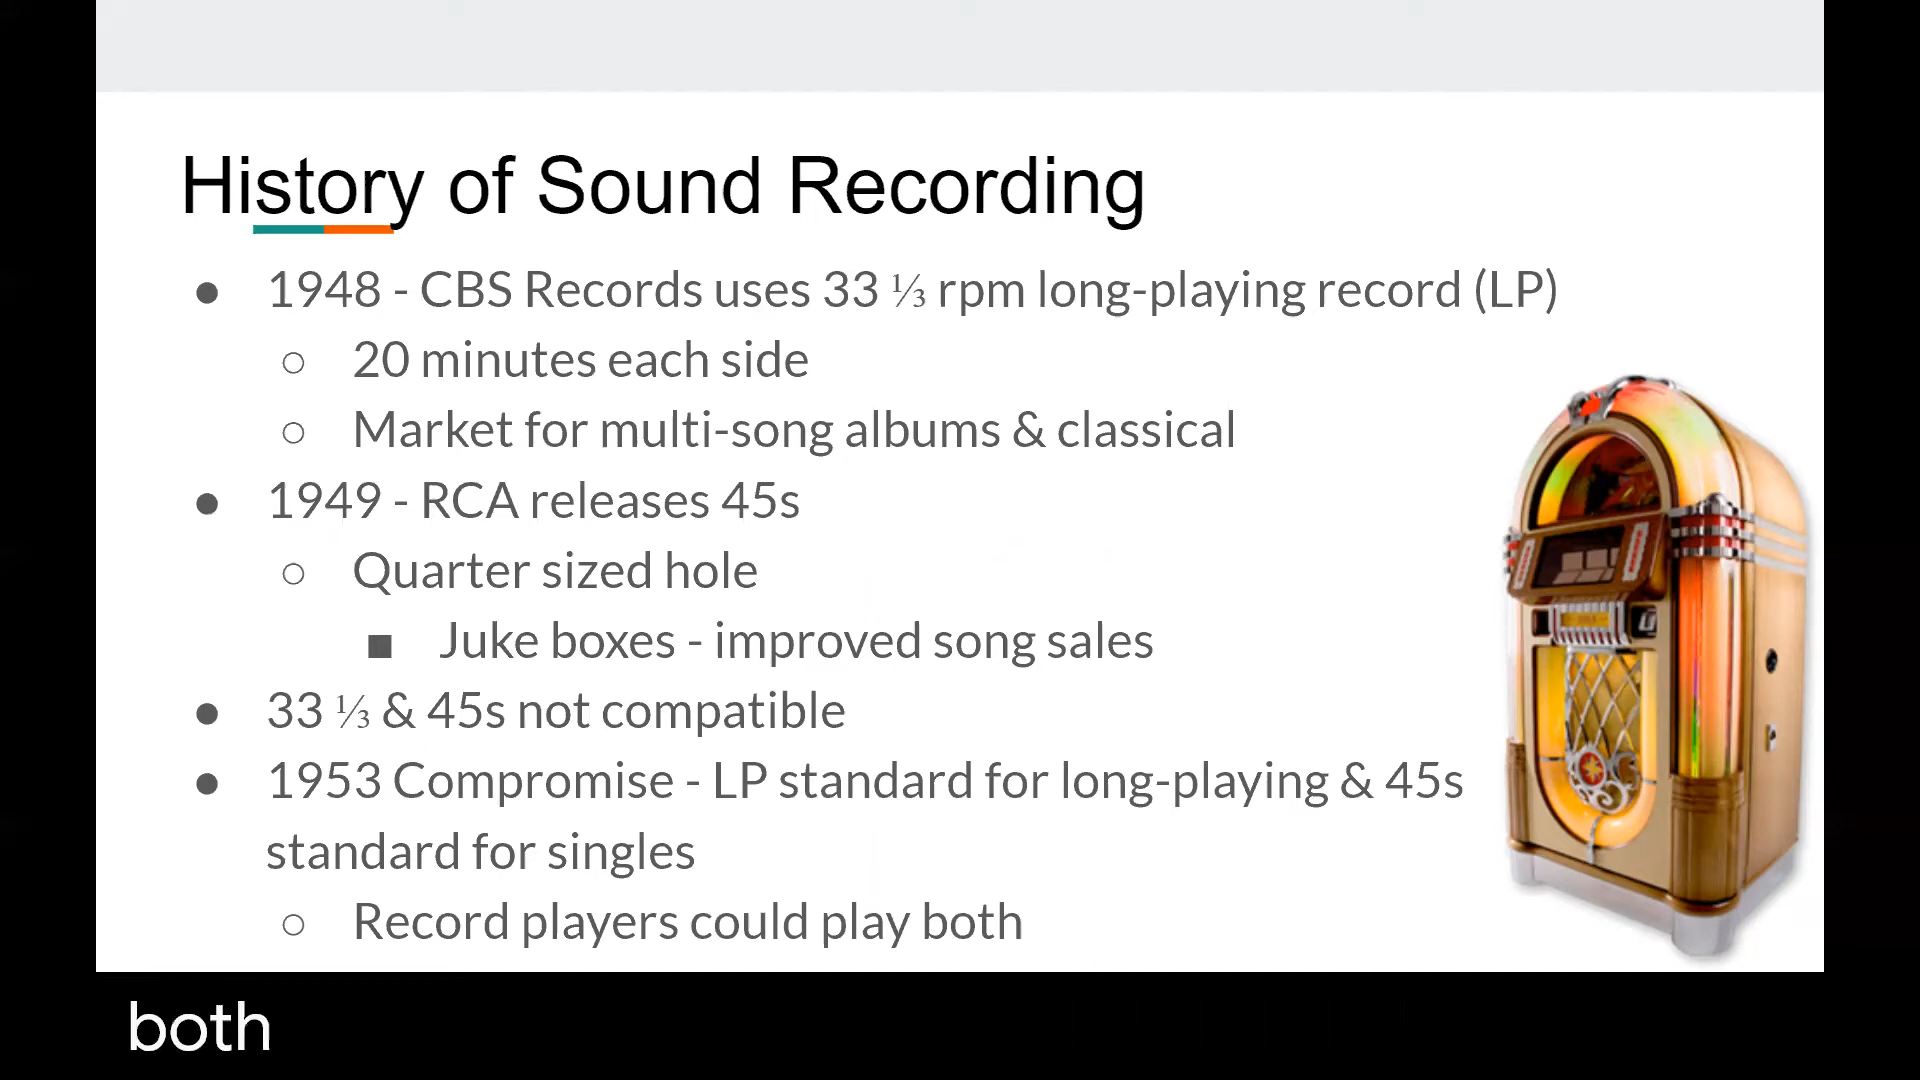 History of Sound Recording
● 1948 - CBS Records uses 33 ⅓ rpm long-playing record (LP)
○ 20 minutes each side
○ Market for multi-song albums & classical
● 1949 - RCA releases 45s
○ Quarter sized hole
■ Juke boxes - improved song sales
● 33 ⅓ & 45s not compatible
● 1953 Compromise - LP standard for long-playing & 45s
standard for singles
○ Record players could play both
both